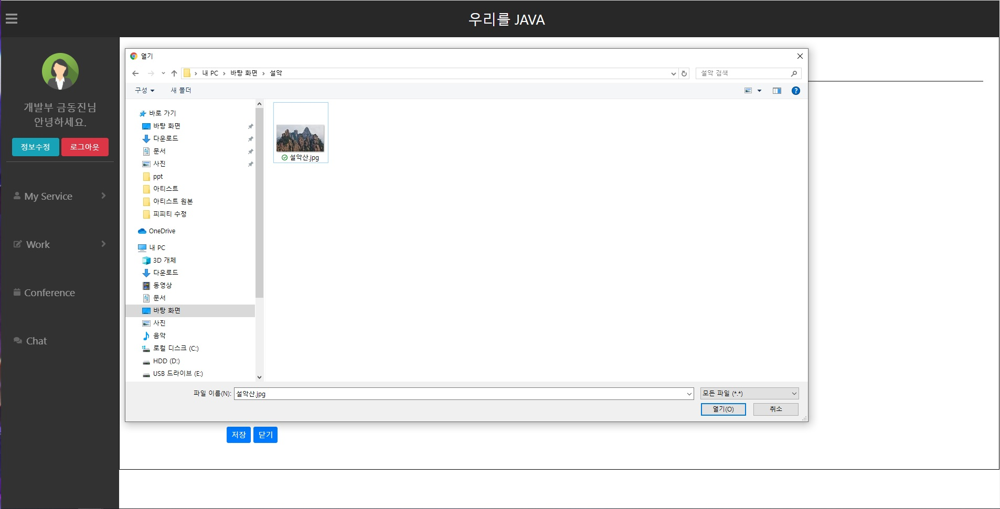 우리를 JAVA
개발부 금동진님
안녕하세요.
정보수정 로그아웃
My Service
Work
Conference
Chat
열기
내 PC 바탕 화면 설악
설악 검색
구성 새 폴더
바로 가기
바탕 화면
다운로드
문서
사진
ppt
아티스트
아티스트 원본
피피티 수정
OneDrive
내 PC
3D 개체
다운로드
동영상
문서
바탕 화면
사진
음악
로컬 디스크 (C:)
HDD (D:)
USB 드라이브 (E:)
설악산.jpg
파일 이름(N): 설악산.jpg 모든 파일 (*.*)
열기(O) 취소
저장 닫기